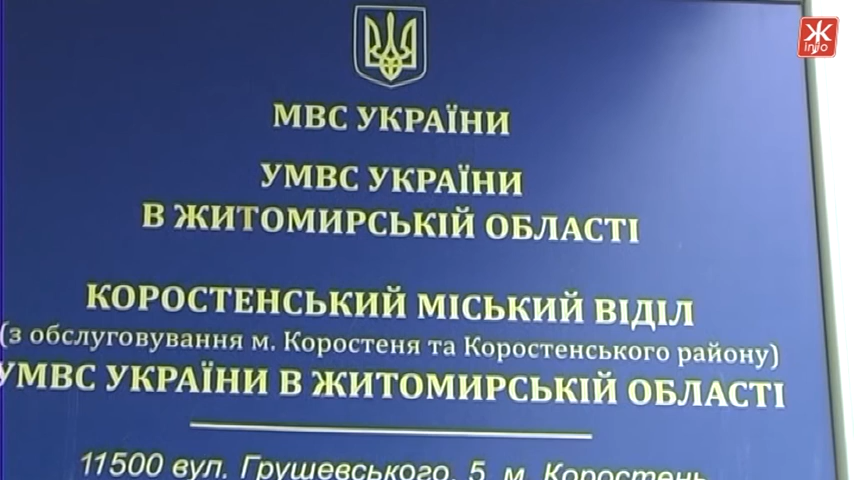 Ж
info
МВС УКРАЇНИ
УМВС УКРАЇНИ
В ЖИТОМИРСЬКІЙ ОБЛАСТІ
КОРОСТЕНСЬКИЙ МІСЬКИЙ ВІДІЛ
(з обслуговування м. Коростеня та Коростенського району)
УМВС УКРАЇНИ В ЖИТОМИРСЬКІЙ ОБЛАСТІ
11500 вул. Грушевського, 5, м. Коростень